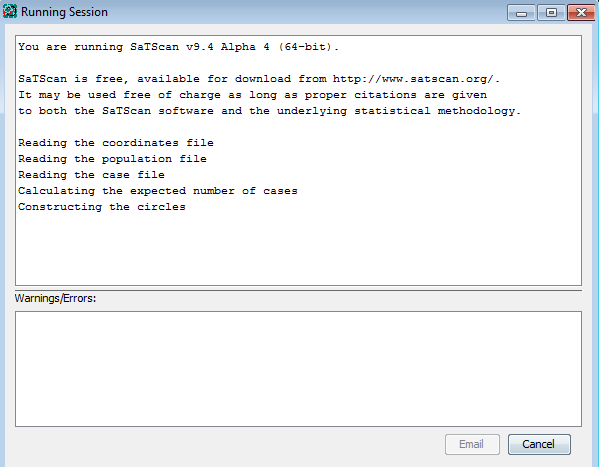 Running Session
You are running SaTScan v9.4 Alpha 4 (64-bit).
SaTScan is free, available for download from http://www.satscan.org/.
It may be used free of charge as long as proper citations are given
to both the SaTScan software and the underlying statistical methodology.
Reading the coordinates file
Reading the population file
Reading the case file
Calculating the expected number of cases
Constructing the circles
Warnings/Errors:
Email
Cancel